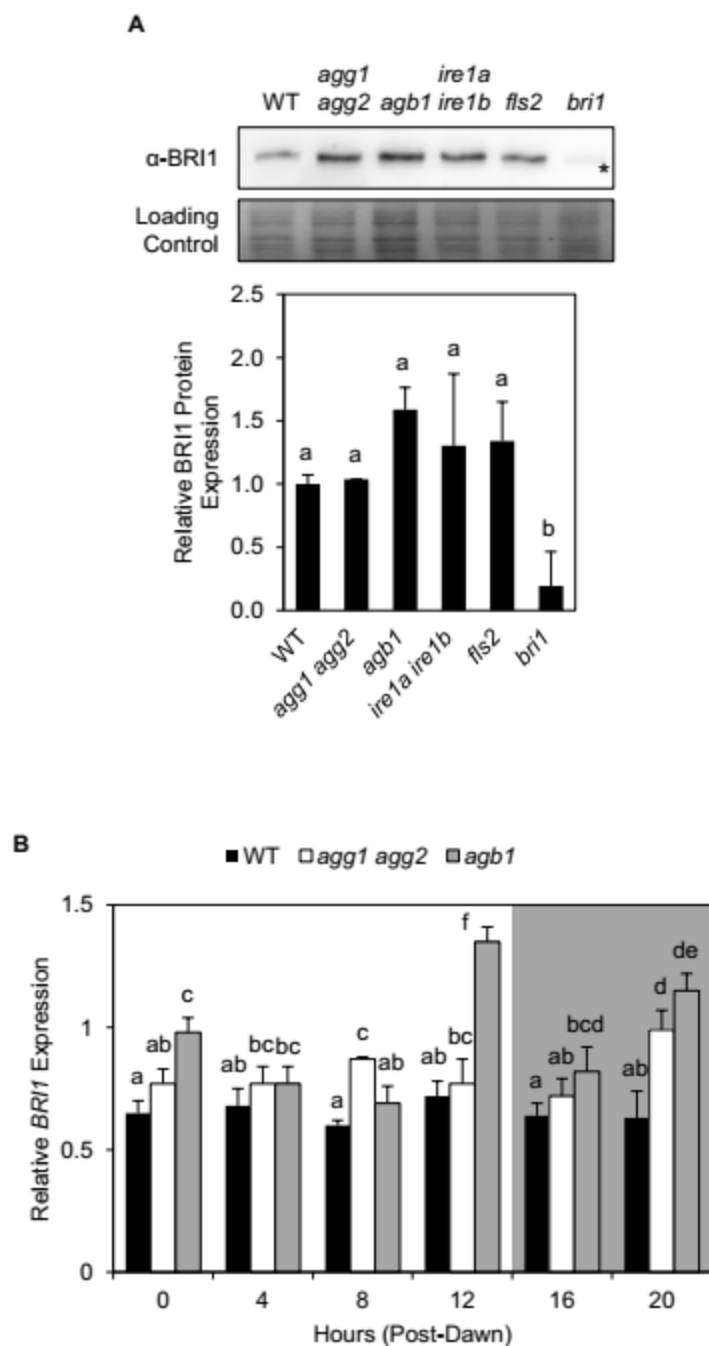 A
WT agg1 agg2 agb1 ire1a ire1b fls2 bri1
α-BRI1
*
Loading
Control
Relative BRI1 Protein
Expression
2.5
2.0
1.5
1.0
0.5
0.0
a a a a a b
WT agg1 agg2 agb1 ire1a ire1b fls2 bri1
B
WT agg1 agg2 agb1
Relative BRI1 Expression
1.5
1
0.5
0
a ab c ab bc bc a c ab ab bc f a ab bcd ab d de
0 4 8 12 16 20
Hours (Post-Dawn)